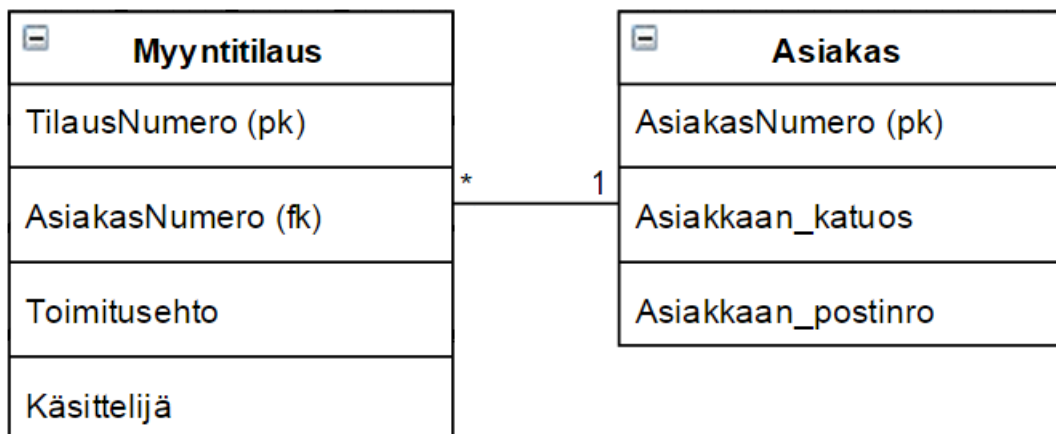 Myyntitilaus
TilausNumero (pk)
AsiakasNumero (fk)
Toimitusehto
Käsittelijä
* 1
Asiakas
AsiakasNumero (pk)
Asiakkaan_katuos
Asiakkaan_postinro